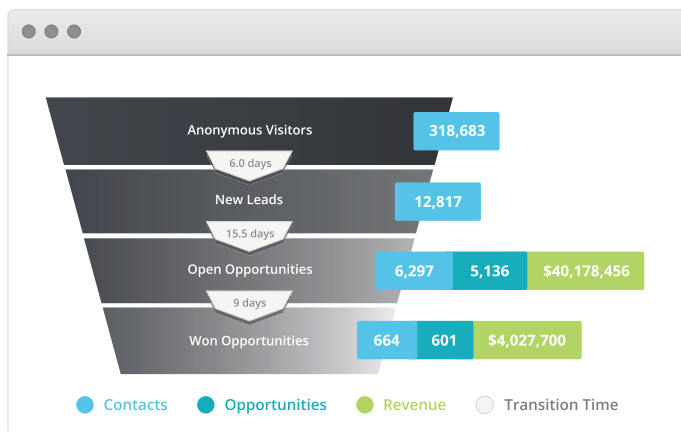 Anonymous Visitors 318,683
6.0 days
New Leads 12,817
15.5 days
Open Opportunities 6,297 5,136 $40,178,456
9 days
Won Opportunities 664 601 $4,027,700
Contacts Opportunities Revenue Transition Time